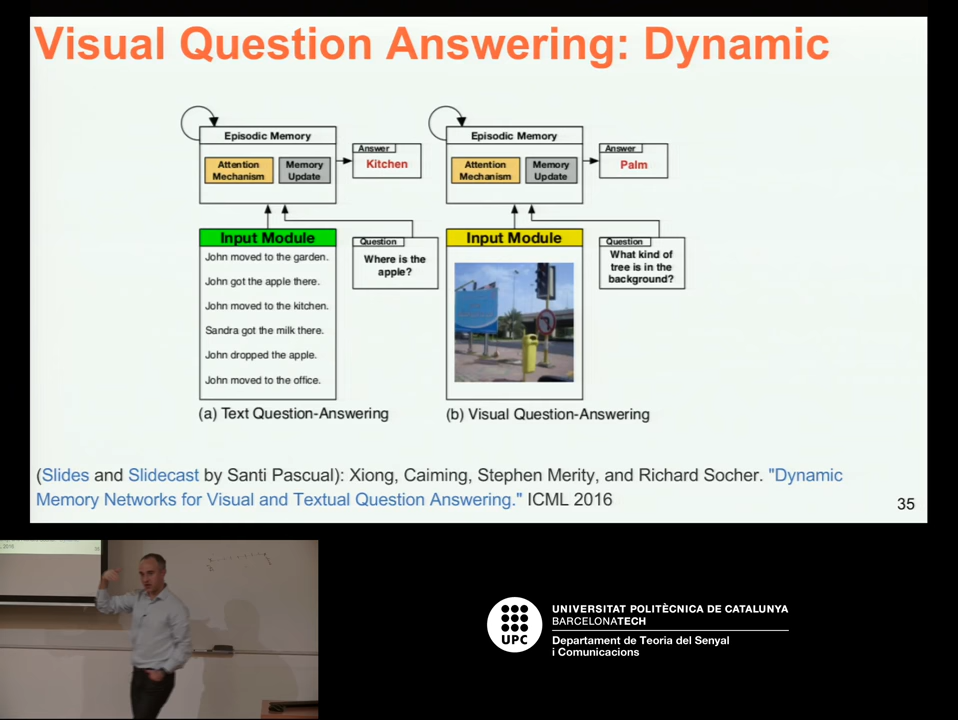 Visual Question Answering: Dynamic
Episodic Memory
Attention
Mechanism
Memory
Update
Answer
Kitchen
Input Module
John moved to the garden.
John got the apple there.
John moved to the kitchen.
Sandra got the milk there.
John dropped the apple.
John moved to the office.
Question
Where is the
apple?
(a) Text Question-Answering
Episodic Memory
Attention
Mechanism
Memory
Update
Answer
Palm
Input Module
Question
What kind of
tree is in the
background?
(b) Visual Question-Answering
(Slides and Slidecast by Santi Pascual): Xiong, Caiming, Stephen Merity, and Richard Socher. "Dynamic
Memory Networks for Visual and Textual Question Answering." ICML 2016
35
UPC
UNIVERSITAT POLITÈCNICA DE CATALUNYA
BARCELONATECH
Departament de Teoria del Senyal
i Comunicacions